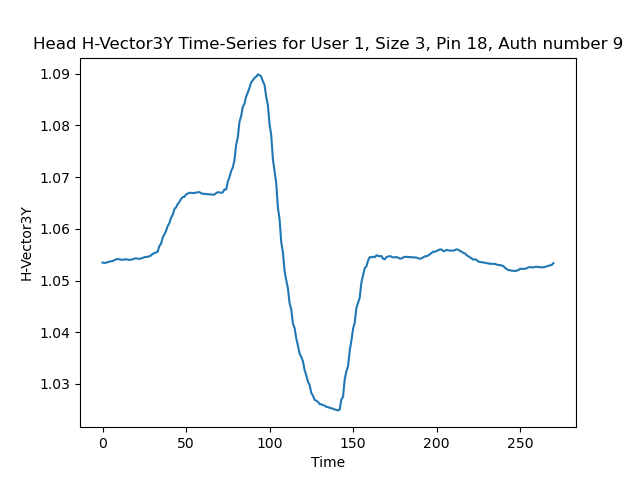 Head H-Vector3Y Time-Series for User 1, Size 3, Pin 18, Auth number 9
1.09
1.08
1.07
1.06
1.05
1.04
1.03
H-Vector3Y
0 50 100 150 200 250
Time